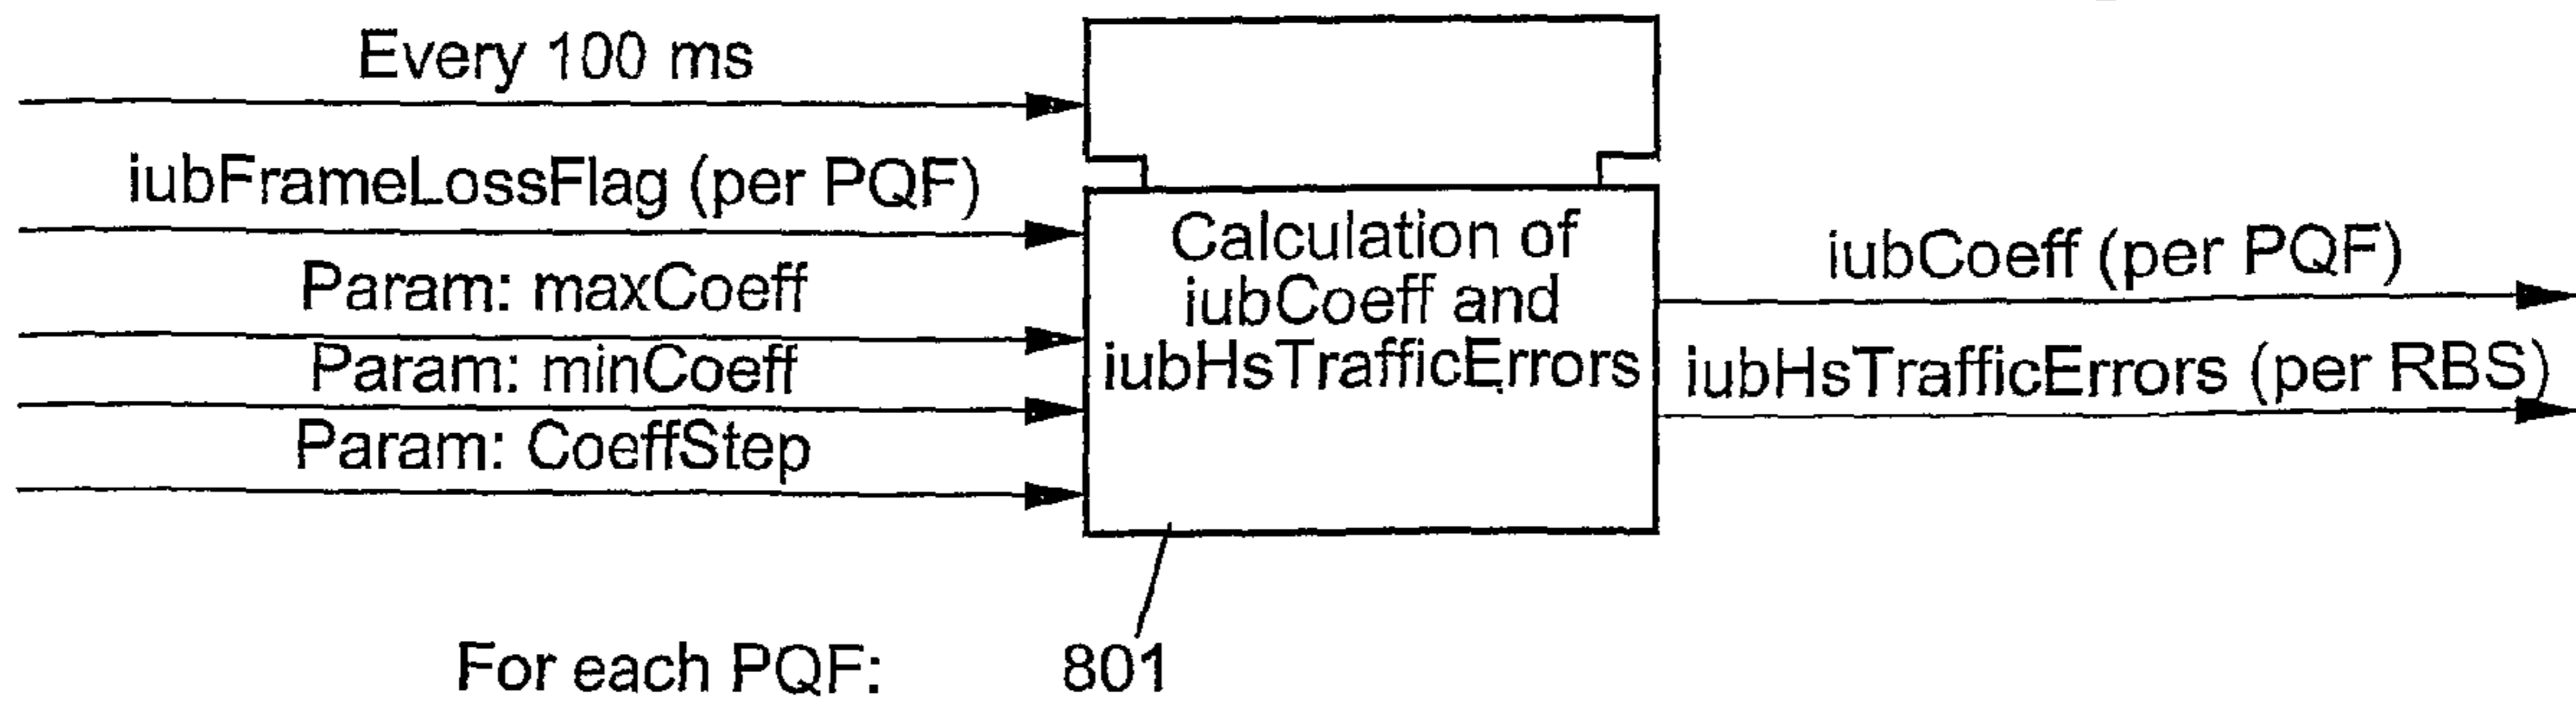 Every 100 ms
iubFrameLossFlag (per PQF)
Param: maxCoeff
Param: minCoeff
Param: CoeffStep
Calculation of
iubCoeff and
iubHsTrafficErrors
iubCoeff (per PQF)
iubHsTrafficErrors (per RBS)
For each PQF:
801